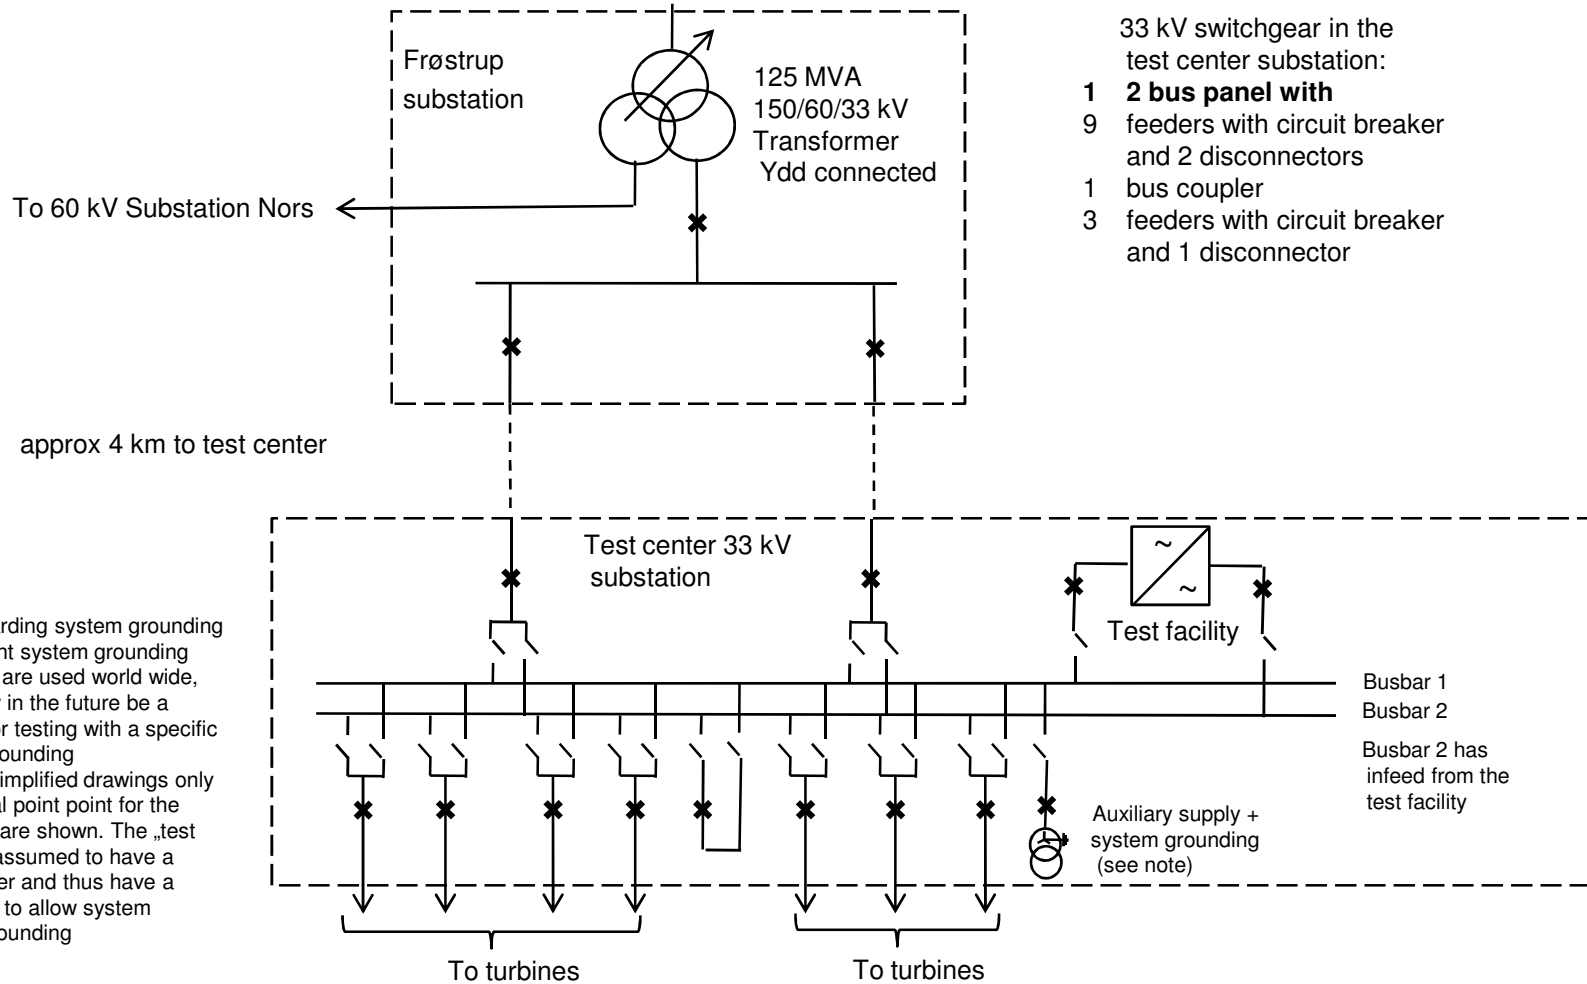 Frøstrup
substation
125 MVA
150/60/33 kV
Transformer
Ydd connected
33 kV switchgear in the
test center substation:
1 2 bus panel with
9 feeders with circuit breaker
and 2 disconnectors
1 bus coupler
3 feeders with circuit breaker
and 1 disconnector
To 60 kV Substation Nors
approx 4 km to test center
Test center 33 kV
substation
~
~
Test facility
arding system grounding
nt system grounding
are used world wide,
in the future be a
or testing with a specific
ounding
implified drawings only
al point point for the
are shown. The „test
assumed to have a
er and thus have a
to allow system
ounding
Busbar 1
Busbar 2
Busbar 2 has
infeed from the
test facility
Auxiliary supply +
system grounding
(see note)
To turbines
To turbines